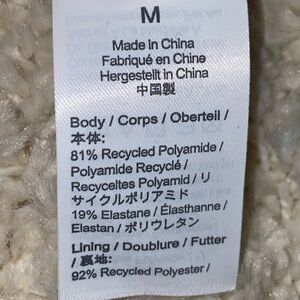 M
Made in China
Fabriqué en Chine
Hergestellt in China
中国製
Body / Corps / Oberteil /
本体:
81% Recycled Polyamide /
Polyamide Recyclé /
Recyceltes Polyamid / リ
サイクルポリアミド
19% Elastane / Élasthanne /
Elastan / ポリウレタン
Lining / Doublure / Futter
/ 裏地:
92% Recycled Polyester /